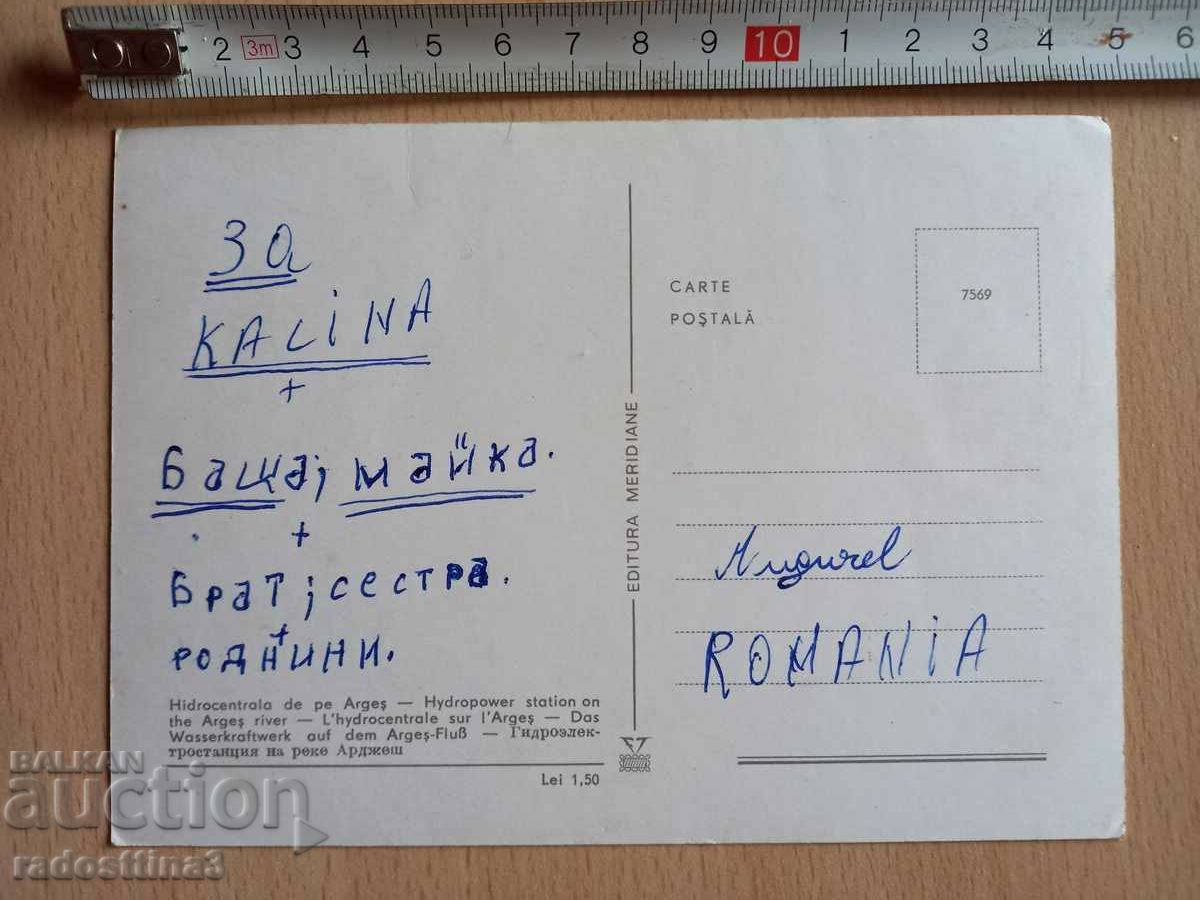 2 3m 3 4 5 6 7 8 9 10 1 2 3 4 5 6
За
KALiNA
+
Баща, майка.
+
Брат, сестра.
+
роднини.
Hidrocentrala de pe Argeş — Hydropower station on
the Argeş river — L'hydrocentrale sur l'Argeş — Das
Wasserkraftwerk auf dem Argeş-Fluß — Гидроэлек-
тростанция на реке Арджеш
Lei 1,50
EDITURA MERIDIANE
CARTE
POŞTALĂ
7569
ROMANiA
BALKAN
auction
radosttina3